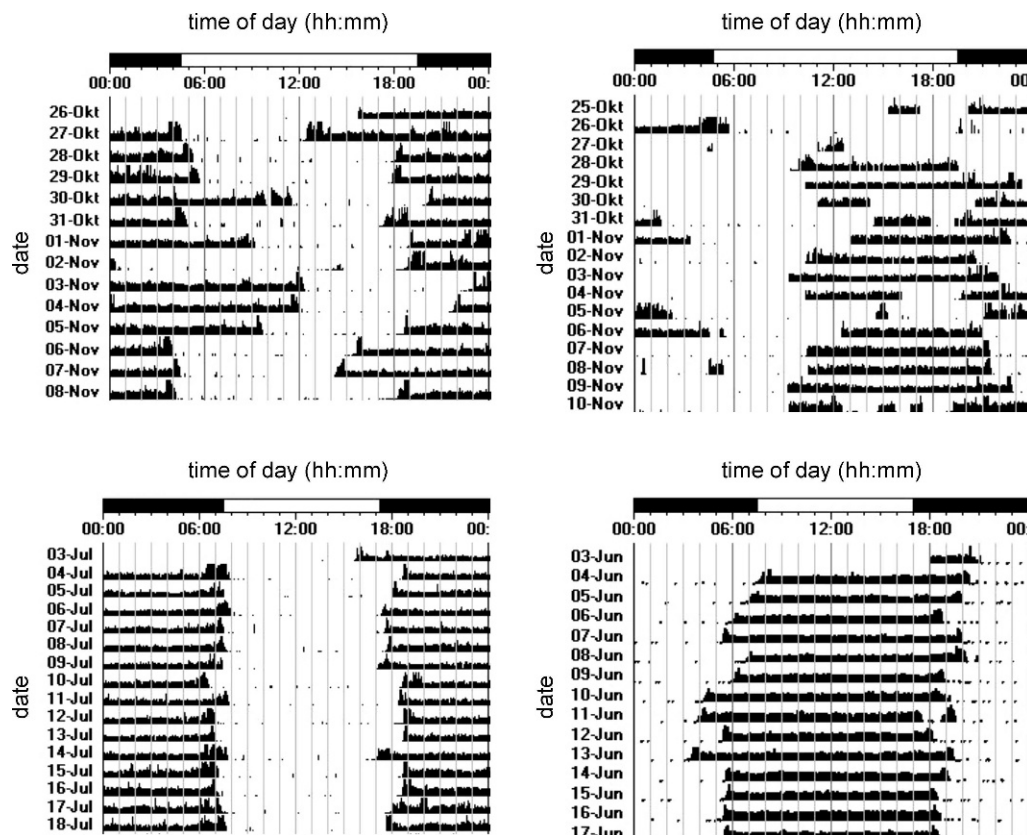 time of day (hh:mm)
00:00 06:00 12:00 18:00 00:
26-Okt
27-Okt
28-Okt
29-Okt
30-Okt
31-Okt
01-Nov
02-Nov
03-Nov
04-Nov
05-Nov
06-Nov
07-Nov
08-Nov
date
time of day (hh:mm)
00:00 06:00 12:00 18:00 00:
25-Okt
26-Okt
27-Okt
28-Okt
29-Okt
30-Okt
31-Okt
01-Nov
02-Nov
03-Nov
04-Nov
05-Nov
06-Nov
07-Nov
08-Nov
09-Nov
10-Nov
date
time of day (hh:mm)
00:00 06:00 12:00 18:00 00:
03-Jul
04-Jul
05-Jul
06-Jul
07-Jul
08-Jul
09-Jul
10-Jul
11-Jul
12-Jul
13-Jul
14-Jul
15-Jul
16-Jul
17-Jul
18-Jul
date
time of day (hh:mm)
00:00 06:00 12:00 18:00 00:
03-Jun
04-Jun
05-Jun
06-Jun
07-Jun
08-Jun
09-Jun
10-Jun
11-Jun
12-Jun
13-Jun
14-Jun
15-Jun
16-Jun
17-Jun
date